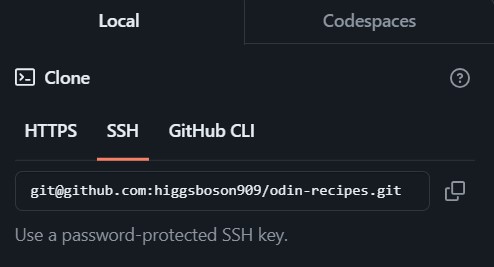 Local Codespaces
Clone
HTTPS SSH GitHub CLI
git@github.com:higgsboson909/odin-recipes.git
Use a password-protected SSH key.